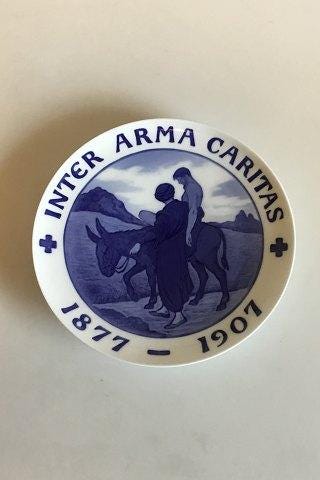 INTER ARMA CARITAS
1877 — 1907